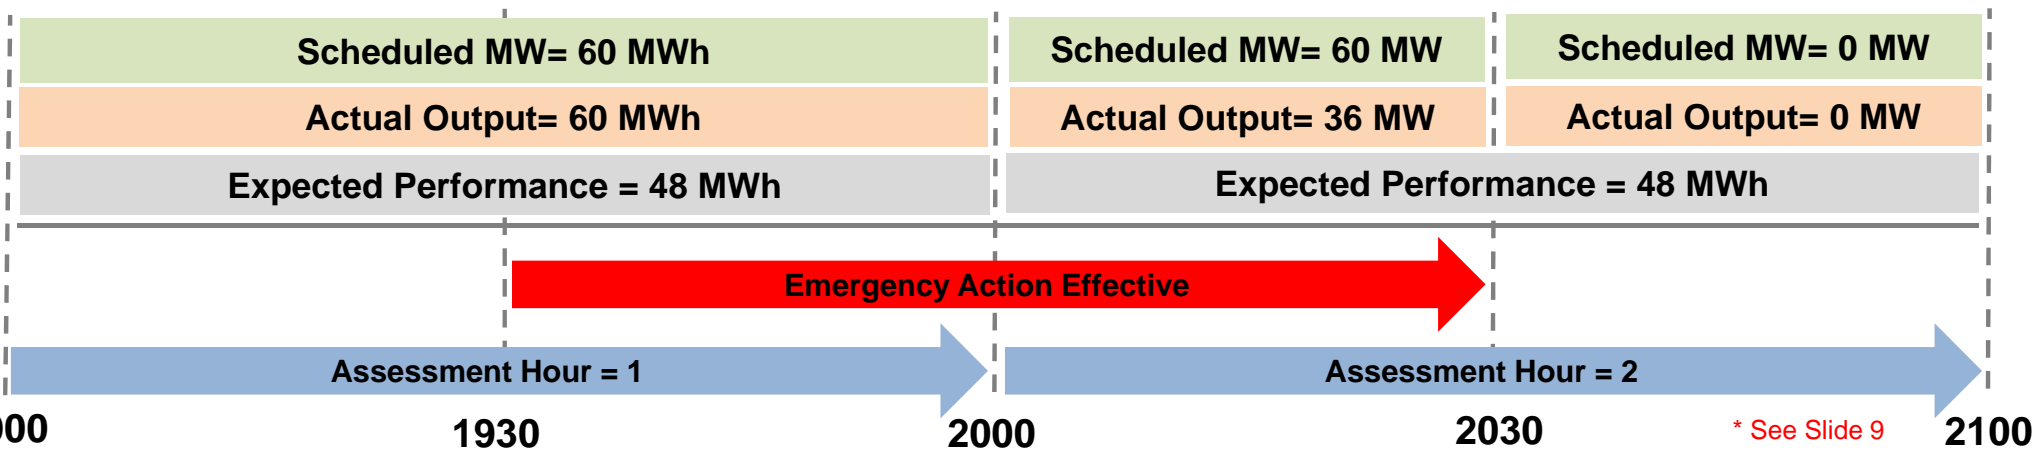 Scheduled MW= 60 MWh
Scheduled MW= 60 MW
Scheduled MW= 0 MW
Actual Output= 60 MWh
Actual Output= 36 MW
Actual Output= 0 MW
Expected Performance = 48 MWh
Expected Performance = 48 MWh
Emergency Action Effective
Assessment Hour = 1
Assessment Hour = 2
00
1930
2000
2030
* See Slide 9
2100